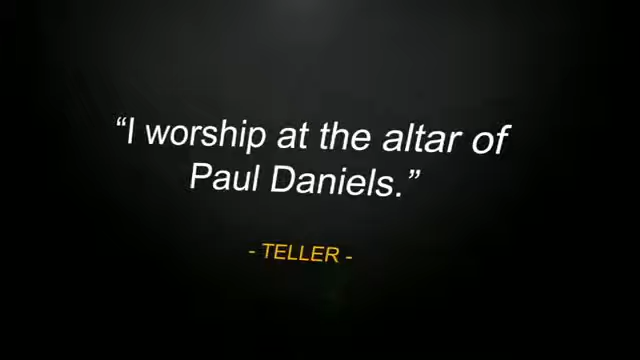 “I worship at the altar of
Paul Daniels.”
- TELLER -